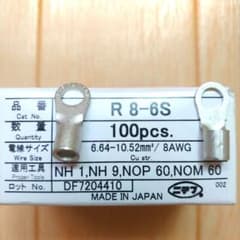 品番 Cat No. R 8-6S
数量 Quantity 100pcs.
電線サイズ Wire Size 6.64~10.52mm²/8AWG
Cu str.
適用工具 Proper Tools NH 1,NH 9,NOP 60,NOM 60
ロット No. DF7204410 ニチフ 002
MADE IN JAPAN